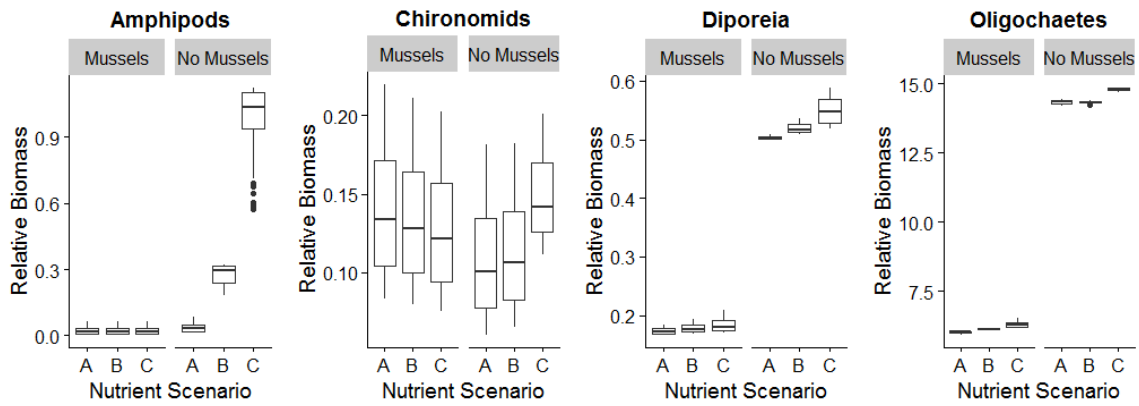 Amphipods
Mussels
No Mussels
Relative Biomass
0.9
0.6
0.3
0.0
A
B
C
A
B
C
Nutrient Scenario
Chironomids
Mussels
No Mussels
Relative Biomass
0.20
0.15
0.10
A
B
C
A
B
C
Nutrient Scenario
Diporeia
Mussels
No Mussels
Relative Biomass
0.6
0.5
0.4
0.3
0.2
A
B
C
A
B
C
Nutrient Scenario
Oligochaetes
Mussels
No Mussels
Relative Biomass
15.0
12.5
10.0
7.5
A
B
C
A
B
C
Nutrient Scenario